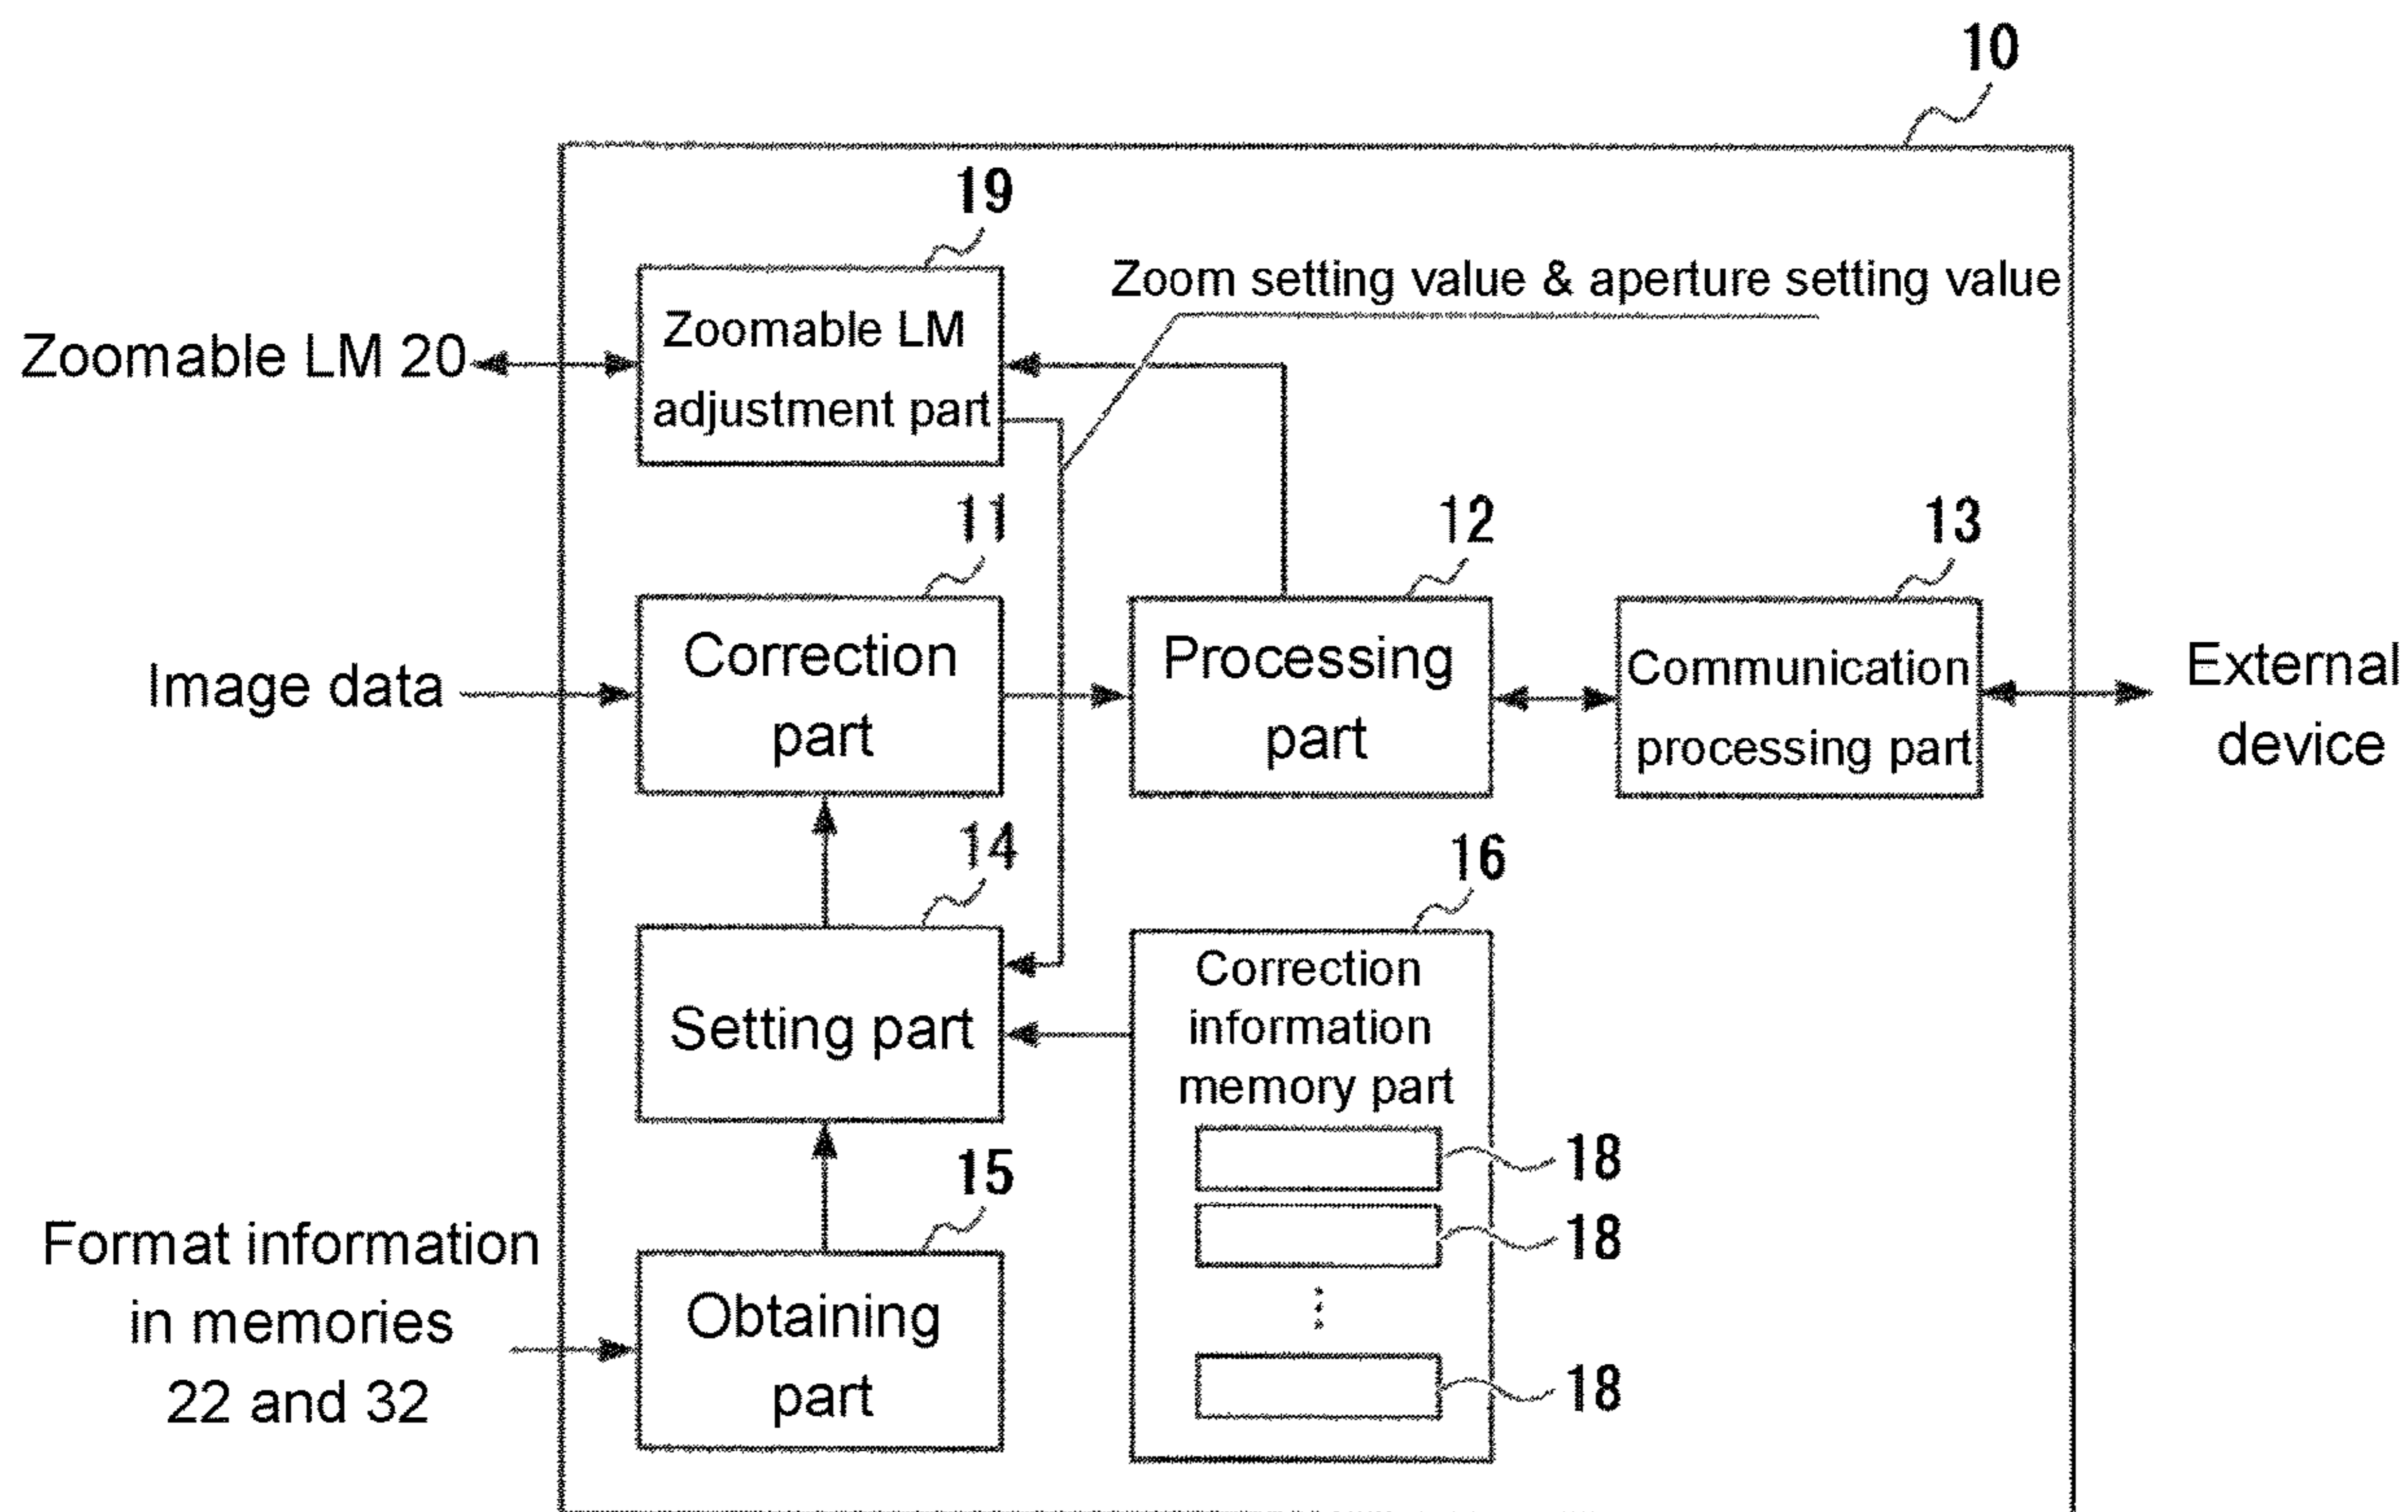 10
19
Zoom setting value & aperture setting value
Zoomable LM 20
Zoomable LM
adjustment part
11
12
13
Image data
Correction
part
Processing
part
Communication
processing part
External
device
14
16
Setting part
Correction
information
memory part
15
18
18
18
Format information
in memories
22 and 32
Obtaining
part